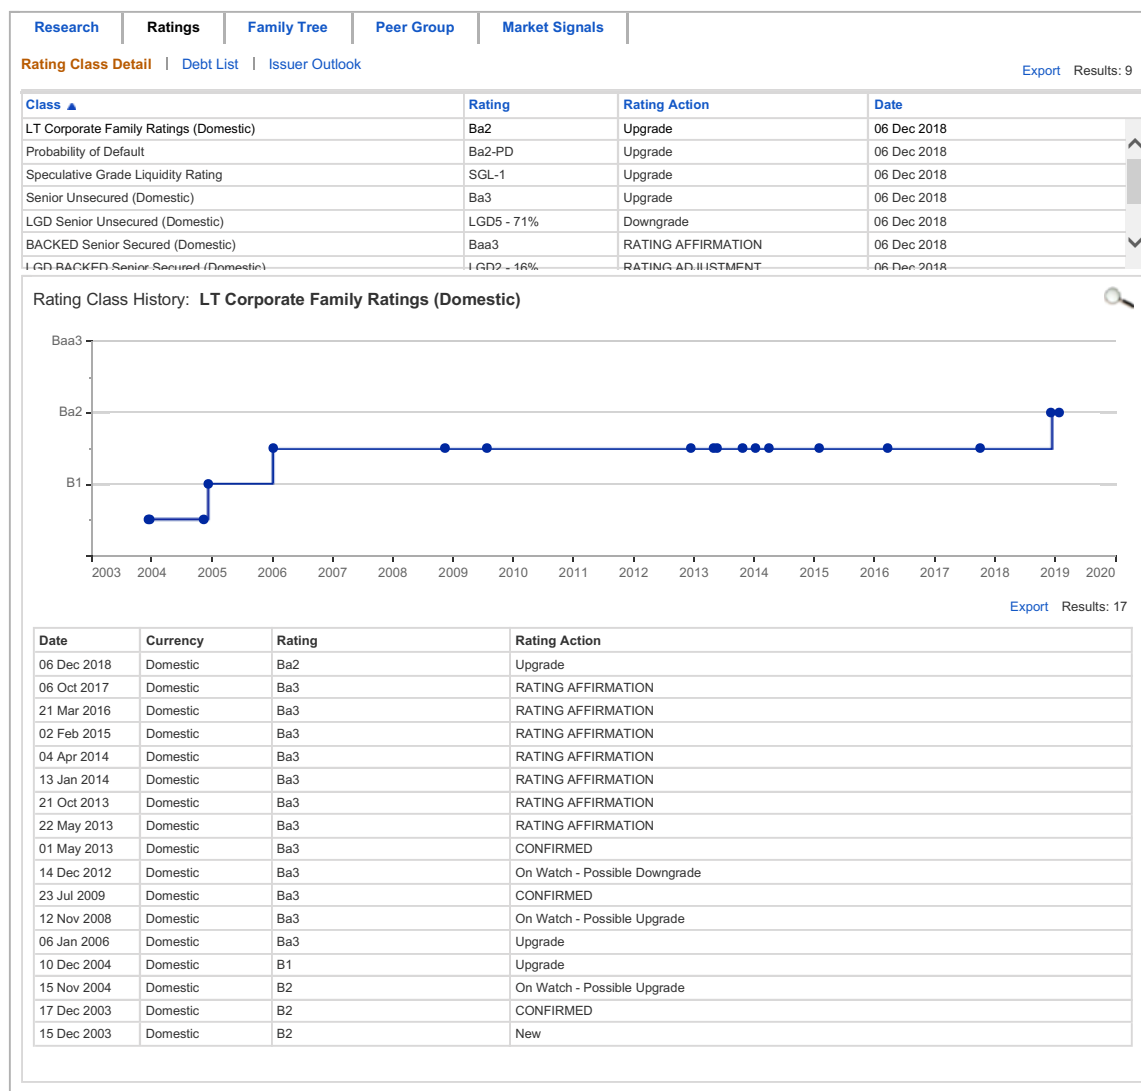 Research Ratings Family Tree Peer Group Market Signals
Rating Class Detail | Debt List | Issuer Outlook
Export Results: 9
Class Rating Rating Action Date
LT Corporate Family Ratings (Domestic) Ba2 Upgrade 06 Dec 2018
Probability of Default Ba2-PD Upgrade 06 Dec 2018
Speculative Grade Liquidity Rating SGL-1 Upgrade 06 Dec 2018
Senior Unsecured (Domestic) Ba3 Upgrade 06 Dec 2018
LGD Senior Unsecured (Domestic) LGD5 - 71% Downgrade 06 Dec 2018
BACKED Senior Secured (Domestic) Baa3 RATING AFFIRMATION 06 Dec 2018
LGD BACKED Senior Secured (Domestic) LGD2 - 16% RATING ADJUSTMENT 06 Dec 2018
Rating Class History: LT Corporate Family Ratings (Domestic)
Baa3
Ba2
B1
2003 2004 2005 2006 2007 2008 2009 2010 2011 2012 2013 2014 2015 2016 2017 2018 2019 2020
Export Results: 17
Date Currency Rating Rating Action
06 Dec 2018 Domestic Ba2 Upgrade
06 Oct 2017 Domestic Ba3 RATING AFFIRMATION
21 Mar 2016 Domestic Ba3 RATING AFFIRMATION
02 Feb 2015 Domestic Ba3 RATING AFFIRMATION
04 Apr 2014 Domestic Ba3 RATING AFFIRMATION
13 Jan 2014 Domestic Ba3 RATING AFFIRMATION
21 Oct 2013 Domestic Ba3 RATING AFFIRMATION
22 May 2013 Domestic Ba3 RATING AFFIRMATION
01 May 2013 Domestic Ba3 CONFIRMED
14 Dec 2012 Domestic Ba3 On Watch - Possible Downgrade
23 Jul 2009 Domestic Ba3 CONFIRMED
12 Nov 2008 Domestic Ba3 On Watch - Possible Upgrade
06 Jan 2006 Domestic Ba3 Upgrade
10 Dec 2004 Domestic B1 Upgrade
15 Nov 2004 Domestic B2 On Watch - Possible Upgrade
17 Dec 2003 Domestic B2 CONFIRMED
15 Dec 2003 Domestic B2 New